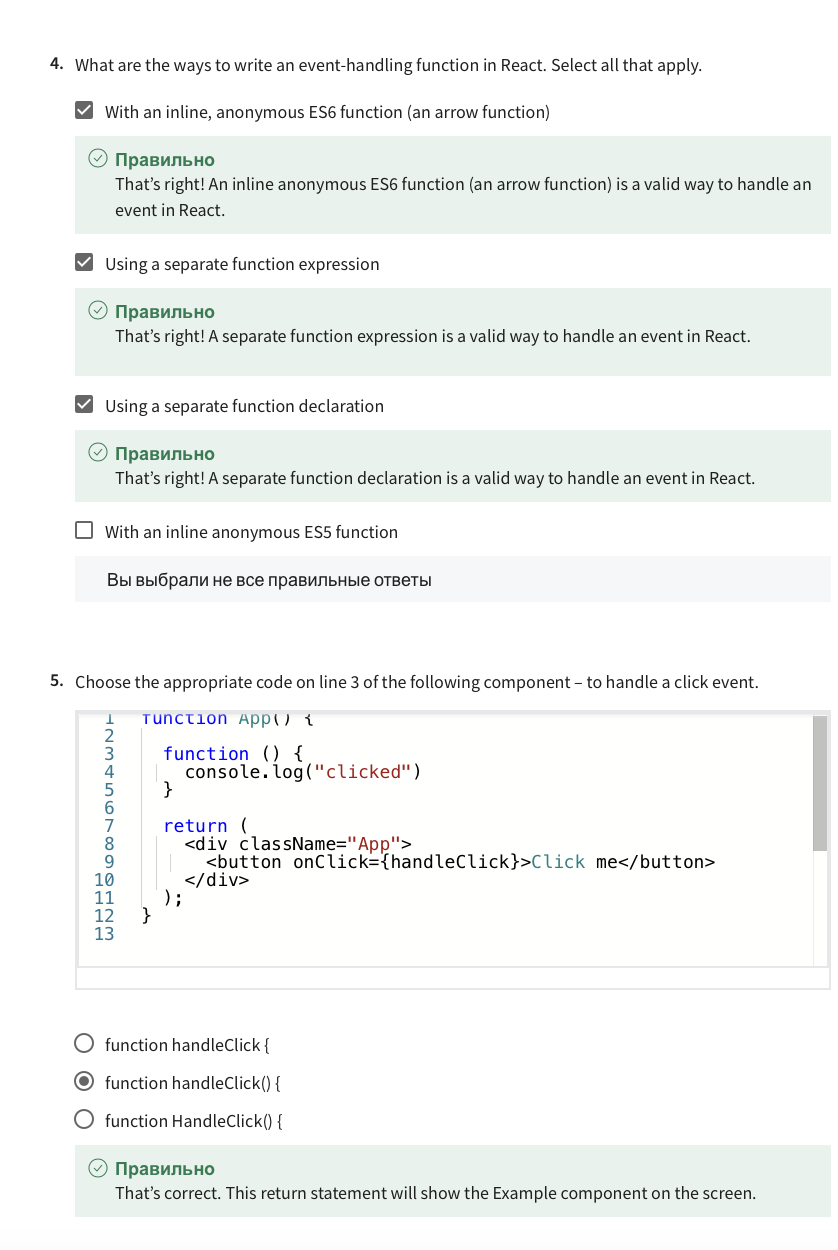 4. What are the ways to write an event-handling function in React. Select all that apply.
With an inline, anonymous ES6 function (an arrow function)
Правильно
That’s right! An inline anonymous ES6 function (an arrow function) is a valid way to handle an
event in React.
Using a separate function expression
Правильно
That’s right! A separate function expression is a valid way to handle an event in React.
Using a separate function declaration
Правильно
That’s right! A separate function declaration is a valid way to handle an event in React.
With an inline anonymous ES5 function
Вы выбрали не все правильные ответы
5. Choose the appropriate code on line 3 of the following component – to handle a click event.
1 function App() {
2
3 function () {
4 console.log("clicked")
5 }
6
7 return (
8 <div className="App">
9 <button onClick={handleClick}>Click me</button>
10 </div>
11 );
12 }
13
function handleClick {
function handleClick() {
function HandleClick() {
Правильно
That’s correct. This return statement will show the Example component on the screen.